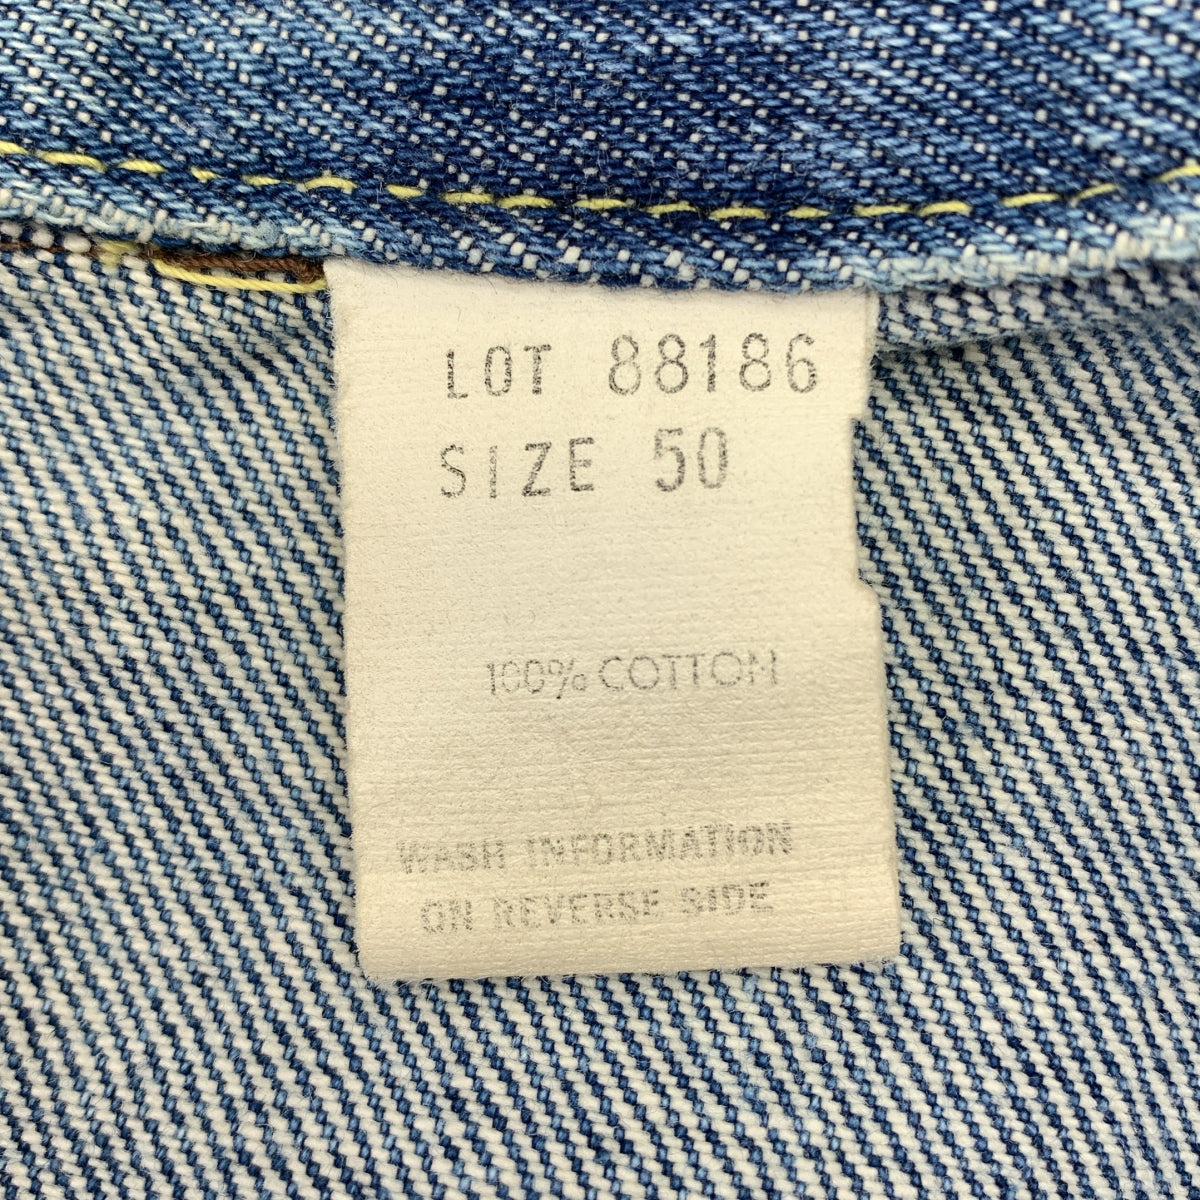 LOT 88186
SIZE 50
100% COTTON
WASH INFORMATION
ON REVERSE SIDE